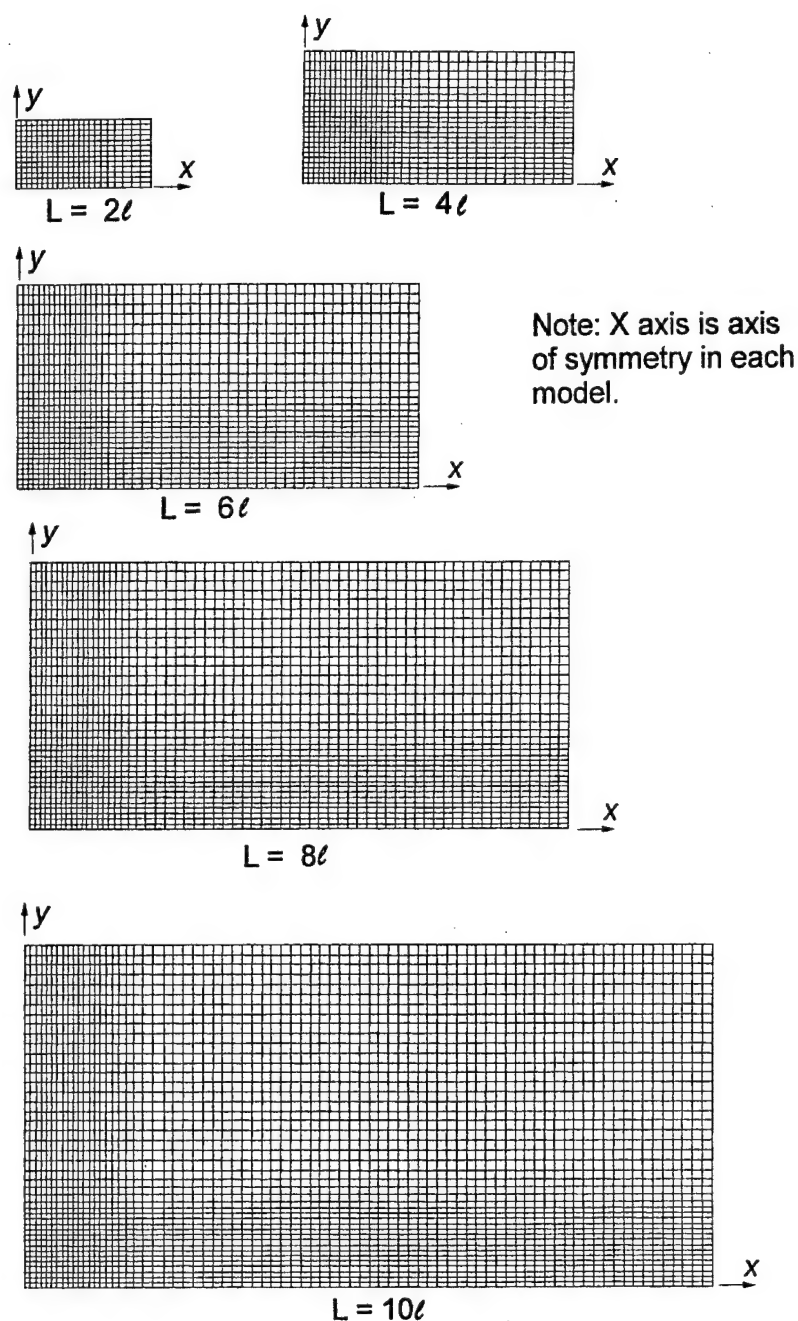 y
x
L = 2ℓ
y
x
L = 4ℓ
y
x
L = 6ℓ
Note: X axis is axis
of symmetry in each
model.
y
x
L = 8ℓ
y
x
L = 10ℓ